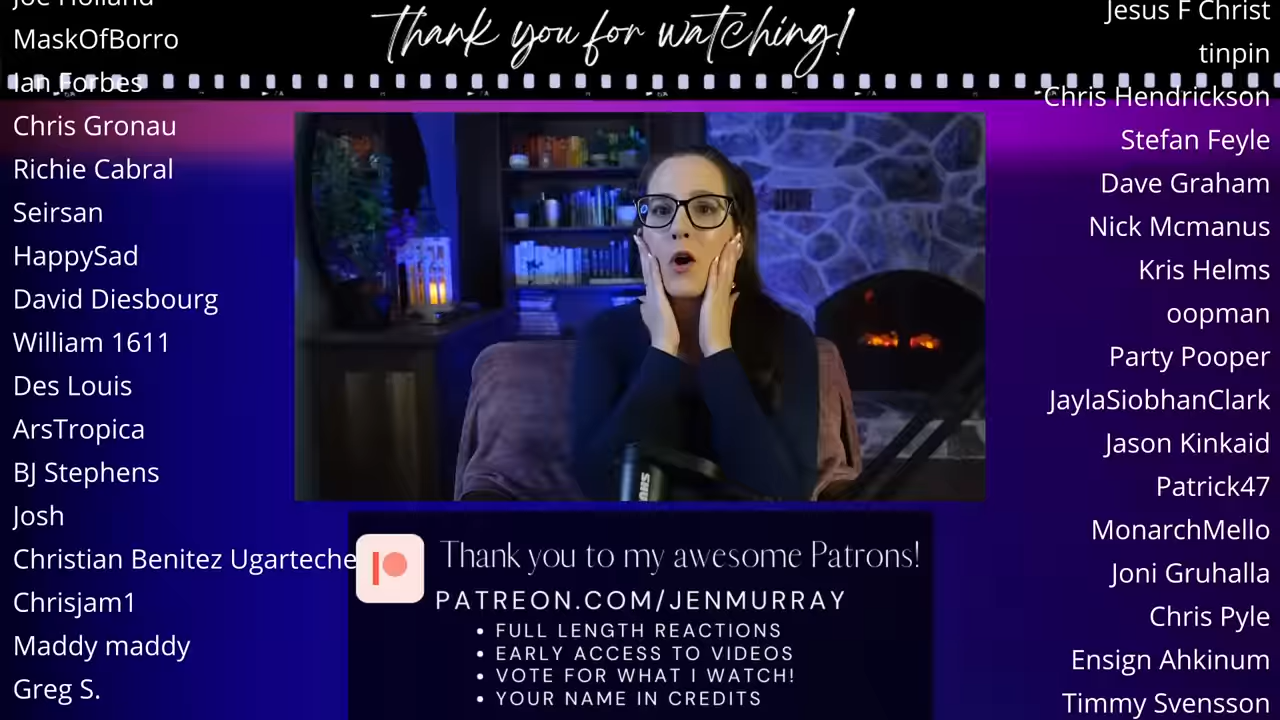 Joe Holland
MaskOfBorro
Ian Forbes
Chris Gronau
Richie Cabral
Seirsan
HappySad
David Diesbourg
William 1611
Des Louis
ArsTropica
BJ Stephens
Josh
Christian Benitez Ugarteche
Chrisjam1
Maddy maddy
Greg S.
Thank you for watching!
SHU
Thank you to my awesome Patrons!
PATREON.COM/JENMURRAY
• FULL LENGTH REACTIONS
• EARLY ACCESS TO VIDEOS
• VOTE FOR WHAT I WATCH!
• YOUR NAME IN CREDITS
Jesus F Christ
tinpin
Chris Hendrickson
Stefan Feyle
Dave Graham
Nick Mcmanus
Kris Helms
oopman
Party Pooper
JaylaSiobhanClark
Jason Kinkaid
Patrick47
MonarchMello
Joni Gruhalla
Chris Pyle
Ensign Ahkinum
Timmy Svensson